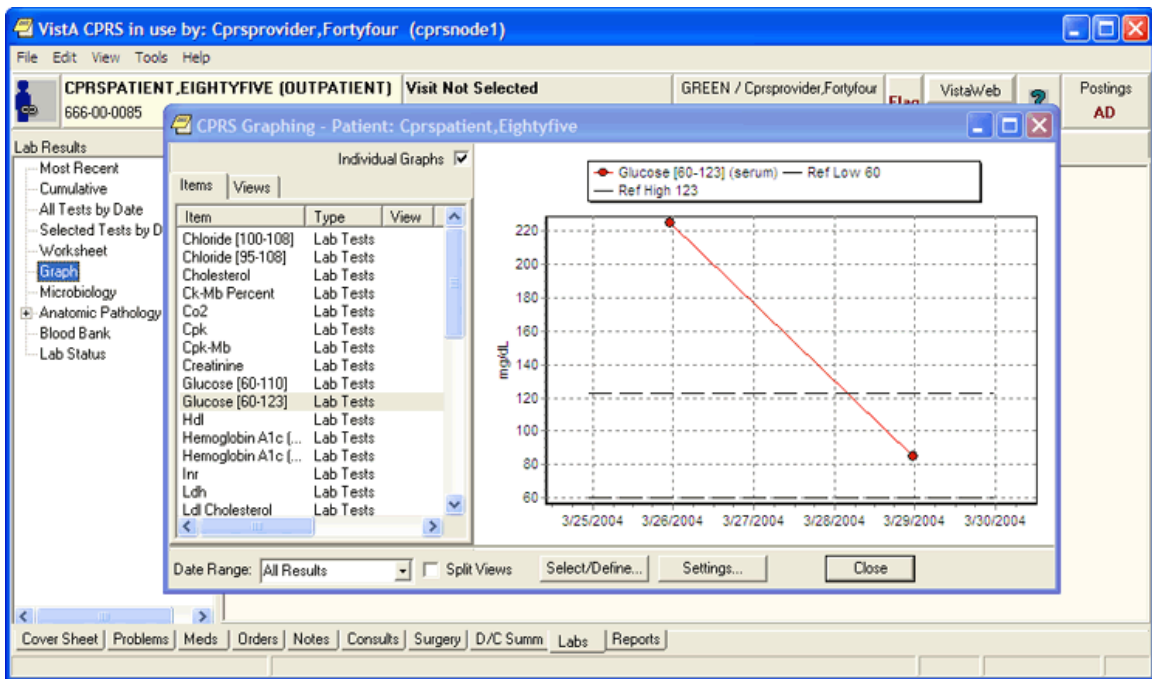 VistA CPRS in use by: Cprsprovider,Fortyfour (cprsnode1)
File Edit View Tools Help
CPRSPATIENT,EIGHTYFIVE (OUTPATIENT) Visit Not Selected GREEN / Cprsprovider,Fortyfour Flag VistaWeb ? Postings
666-00-0085 AD
CPRS Graphing - Patient: Cprspatient,Eightyfive
Lab Results
Most Recent
Cumulative
All Tests by Date
Selected Tests by D
Worksheet
Graph
Microbiology
Anatomic Pathology
Blood Bank
Lab Status
Individual Graphs
Items Views
Item Type View
Chloride [100-108] Lab Tests
Chloride [95-108] Lab Tests
Cholesterol Lab Tests
Ck-Mb Percent Lab Tests
Co2 Lab Tests
Cpk Lab Tests
Cpk-Mb Lab Tests
Creatinine Lab Tests
Glucose [60-110] Lab Tests
Glucose [60-123] Lab Tests
Hdl Lab Tests
Hemoglobin A1c (... Lab Tests
Hemoglobin A1c (... Lab Tests
Inr Lab Tests
Ldh Lab Tests
Ldl Cholesterol Lab Tests
Glucose [60-123] (serum) Ref Low 60
Ref High 123
mg/dL
220
200
180
160
140
120
100
80
60
3/25/2004 3/26/2004 3/27/2004 3/28/2004 3/29/2004 3/30/2004
Date Range: All Results Split Views Select/Define... Settings... Close
Cover Sheet Problems Meds Orders Notes Consults Surgery D/C Summ Labs Reports